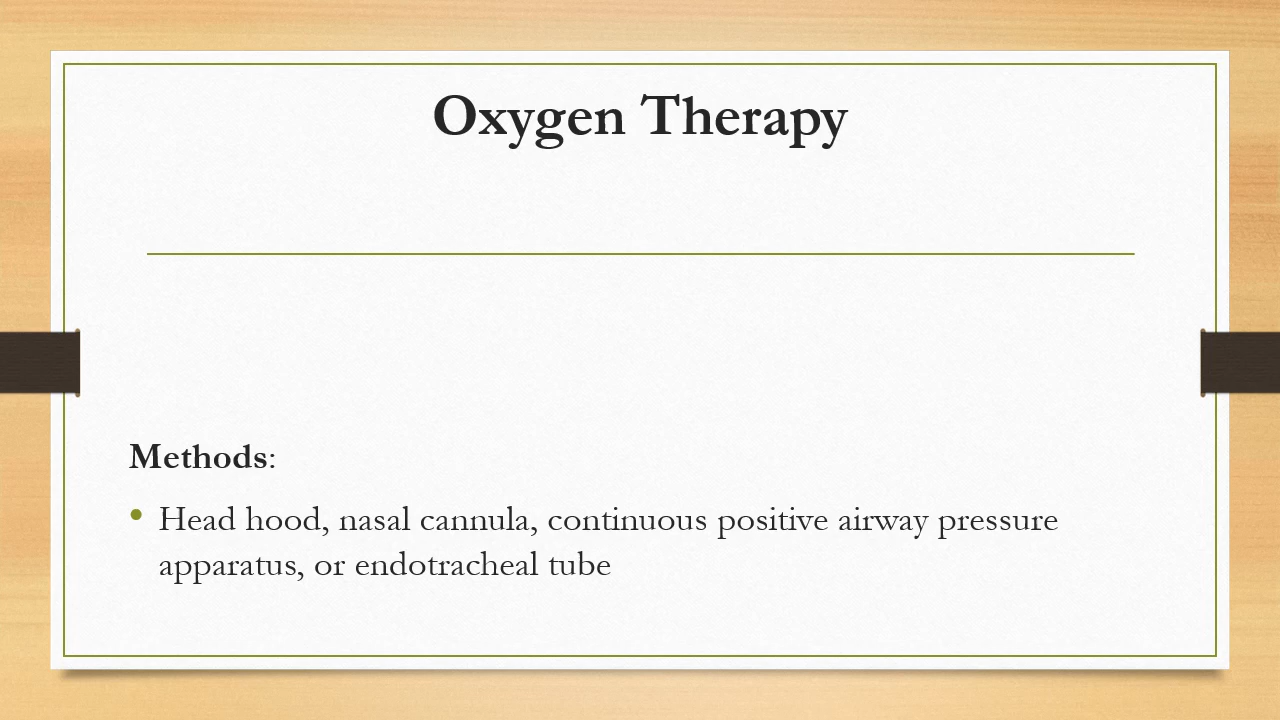 Oxygen Therapy
Methods:
• Head hood, nasal cannula, continuous positive airway pressure
apparatus, or endotracheal tube